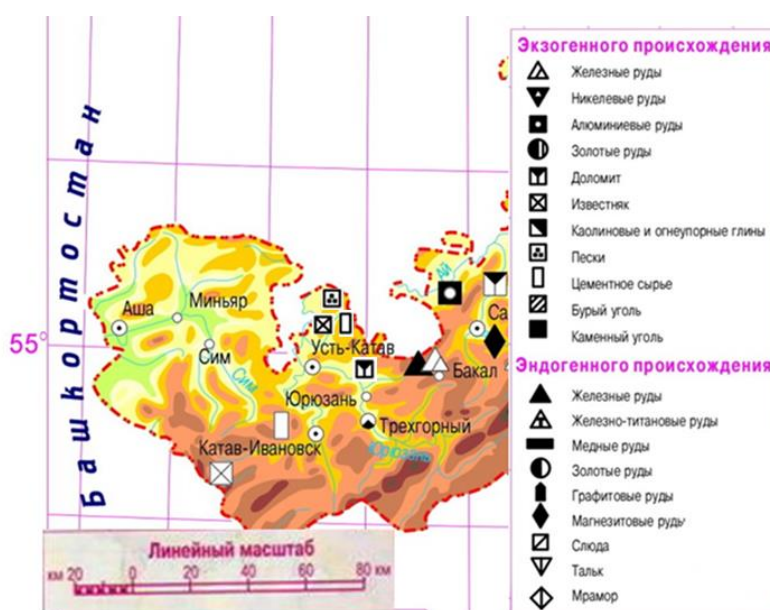 Башкортостан
55°
Аша
Миньяр
Сим
Сим
Ай
Са
Усть-Катав
Бакал
Юрюзань
Трехгорный
Катав-Ивановск
Юрюзань
Линейный масштаб
км 20 0 20 40 60 80 км
Экзогенного происхождения
Железные руды
Никелевые руды
Алюминиевые руды
Золотые руды
Доломит
Известняк
Каолиновые и огнеупорные глины
Пески
Цементное сырье
Бурый уголь
Каменный уголь
Эндогенного происхождения
Железные руды
Железно-титановые руды
Медные руды
Золотые руды
Графитовые руды
Магнезитовые руды
Слюда
Тальк
Мрамор